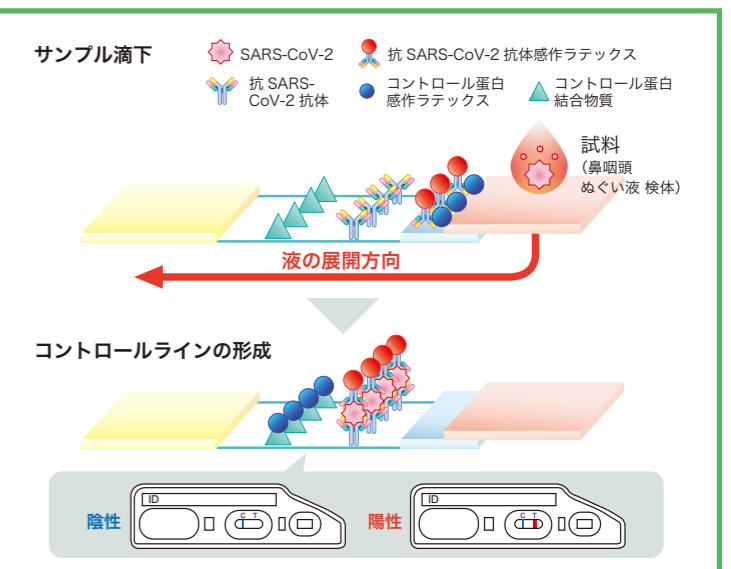 サンプル滴下
SARS-CoV-2
抗 SARS-CoV-2 抗体感作ラテックス
抗 SARS-
CoV-2 抗体
コントロール蛋白
感作ラテックス
コントロール蛋白
結合物質
試料
（鼻咽頭
ぬぐい液 検体）
液の展開方向
コントロールラインの形成
陰性
ID
C T
陽性
ID
C T